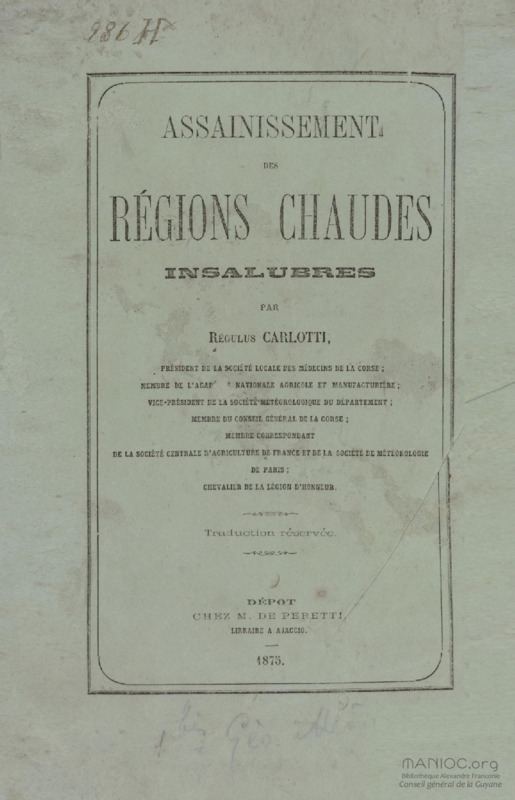 986 H
ASSAINISSEMENT
DES
RÉGIONS CHAUDES
INSALUBRES
PAR
RÉGULUS CARLOTTI,
PRÉSIDENT DE LA SOCIÉTÉ LOCALE DES MÉDECINS DE LA CORSE ;
MEMBRE DE L'ACAD NATIONALE AGRICOLE ET MANUFACTURIÈRE ;
VICE-PRÉSIDENT DE LA SOCIÉTÉ MÉTÉOROLOGIQUE DU DÉPARTEMENT ;
MEMBRE DU CONSEIL GÉNÉRAL DE LA CORSE ;
MEMBRE CORRESPONDANT
DE LA SOCIÉTÉ CENTRALE D'AGRICULTURE DE FRANCE ET DE LA SOCIÉTÉ DE MÉTÉOROLOGIE
DE PARIS ;
CHEVALIER DE LA LÉGION D'HONNEUR.
Traduction réservée.
DÉPOT
CHEZ M. DE PERETTI,
LIBRAIRE A AJACCIO.
1875.
MANIOC.org
Bibliothèque Alexandre Franconie
Conseil général de la Guyane